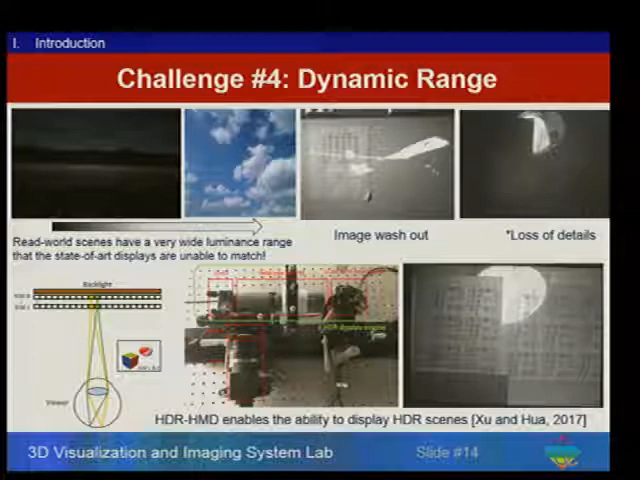 I. Introduction
Challenge #4: Dynamic Range
Image wash out
*Loss of details
Read-world scenes have a very wide luminance range
that the state-of-art displays are unable to match!
Backlight
Viewer
HDR-HMD enables the ability to display HDR scenes [Xu and Hua, 2017]
3D Visualization and Imaging System Lab
Slide #14